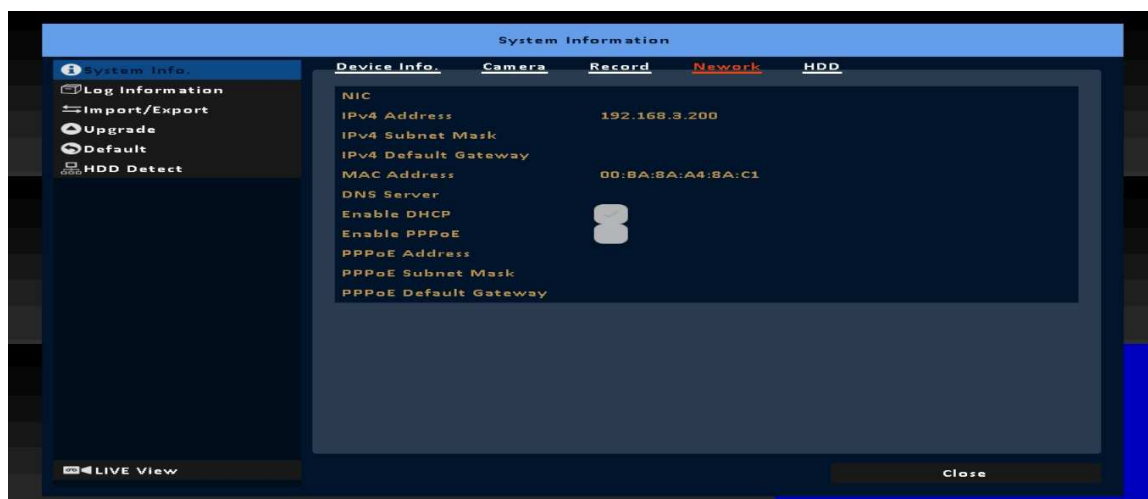 System Information
System Info.
Log Information
Import/Export
Upgrade
Default
HDD Detect
LIVE View
Device Info. Camera Record Nework HDD
NIC
IPv4 Address 192.168.3.200
IPv4 Subnet Mask
IPv4 Default Gateway
MAC Address 00:BA:8A:A4:8A:C1
DNS Server
Enable DHCP
Enable PPPoE
PPPoE Address
PPPoE Subnet Mask
PPPoE Default Gateway
Close